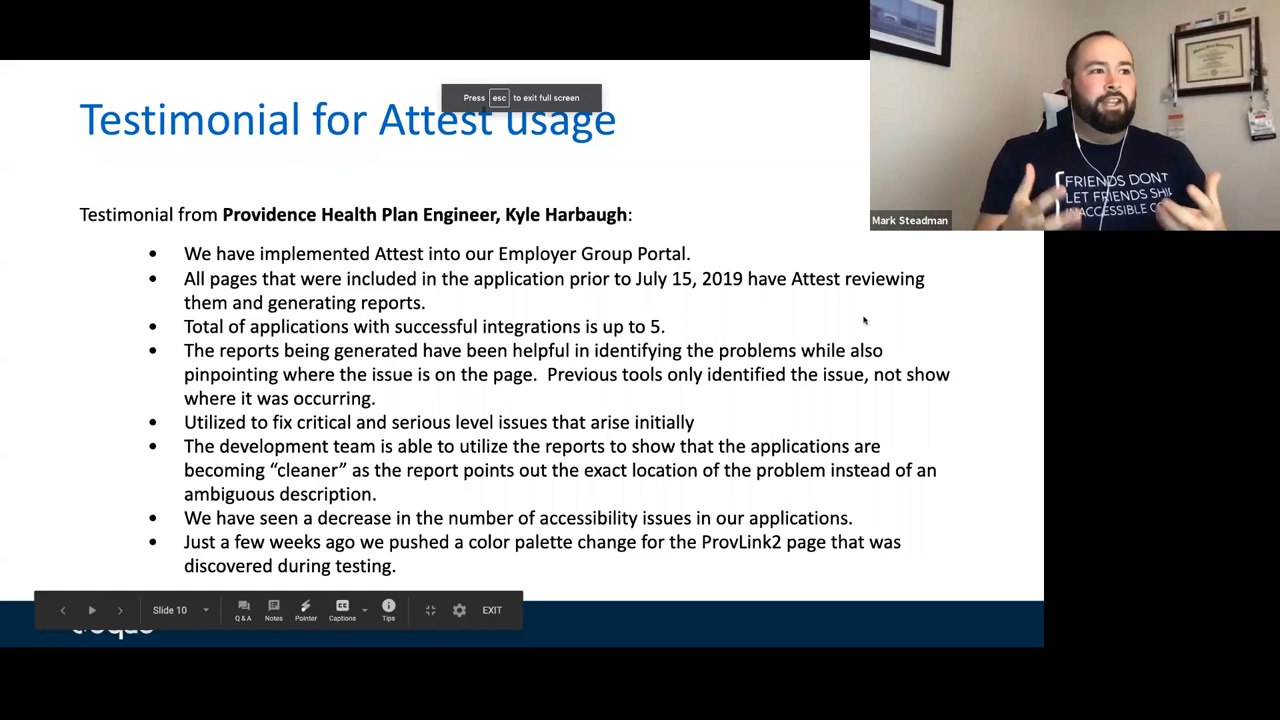 Press esc to exit full screen
Testimonial for Attest usage
Testimonial from Providence Health Plan Engineer, Kyle Harbaugh:
• We have implemented Attest into our Employer Group Portal.
• All pages that were included in the application prior to July 15, 2019 have Attest reviewing
them and generating reports.
• Total of applications with successful integrations is up to 5.
• The reports being generated have been helpful in identifying the problems while also
pinpointing where the issue is on the page. Previous tools only identified the issue, not show
where it was occurring.
• Utilized to fix critical and serious level issues that arise initially
• The development team is able to utilize the reports to show that the applications are
becoming “cleaner” as the report points out the exact location of the problem instead of an
ambiguous description.
• We have seen a decrease in the number of accessibility issues in our applications.
• Just a few weeks ago we pushed a color palette change for the ProvLink2 page that was
discovered during testing.
Slide 10
Q & A
Notes
Pointer
CC
Captions
Tips
EXIT
FRIENDS DONT
LET FRIENDS SHI
INACCESSIBLE CO
Mark Steadman